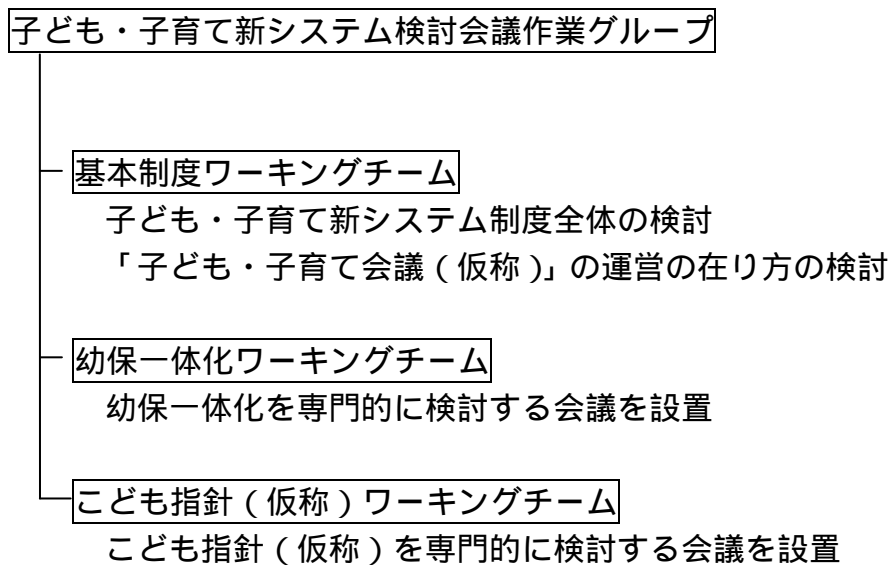 子ども・子育て新システム検討会議作業グループ
基本制度ワーキングチーム
子ども・子育て新システム制度全体の検討
「子ども・子育て会議（仮称）」の運営の在り方の検討
幼保一体化ワーキングチーム
幼保一体化を専門的に検討する会議を設置
こども指針（仮称）ワーキングチーム
こども指針（仮称）を専門的に検討する会議を設置